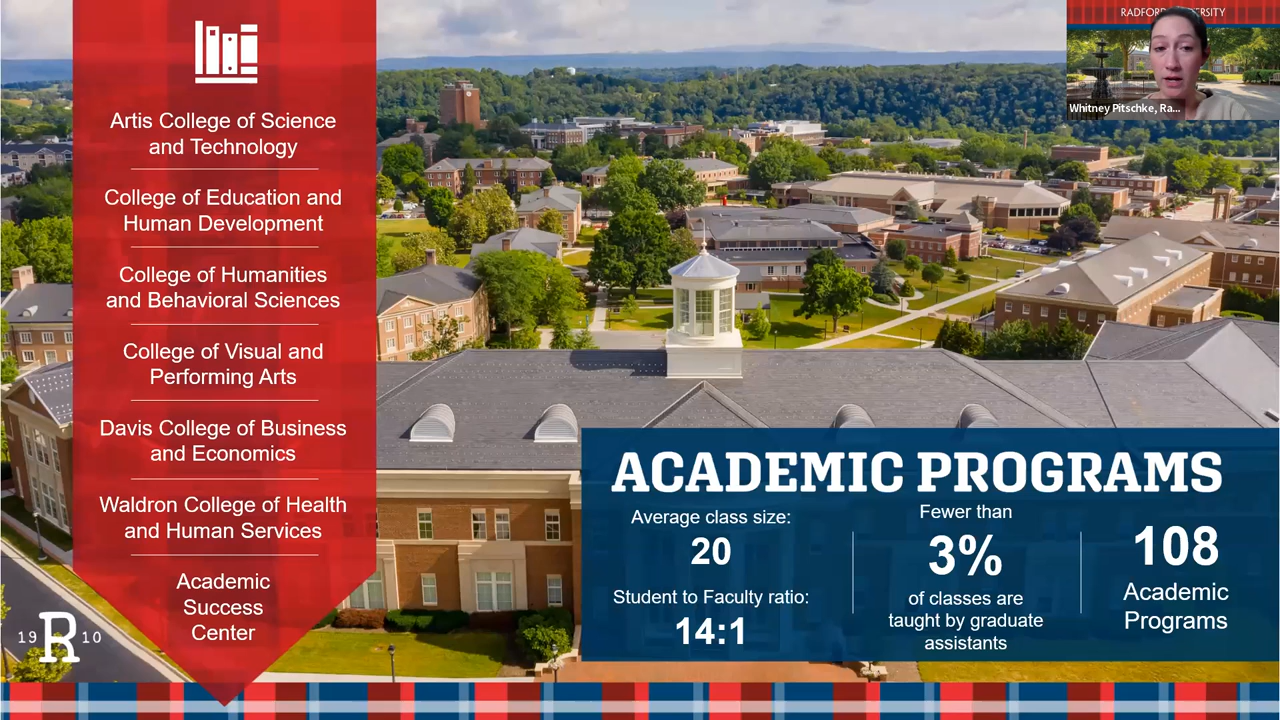 Artis College of Science
and Technology
College of Education and
Human Development
College of Humanities
and Behavioral Sciences
College of Visual and
Performing Arts
Davis College of Business
and Economics
Waldron College of Health
and Human Services
Academic
Success
Center
19 R 10
ACADEMIC PROGRAMS
Average class size:
20
Student to Faculty ratio:
14:1
Fewer than
3%
of classes are
taught by graduate
assistants
108
Academic
Programs
Whitney Pitschke, Ra...